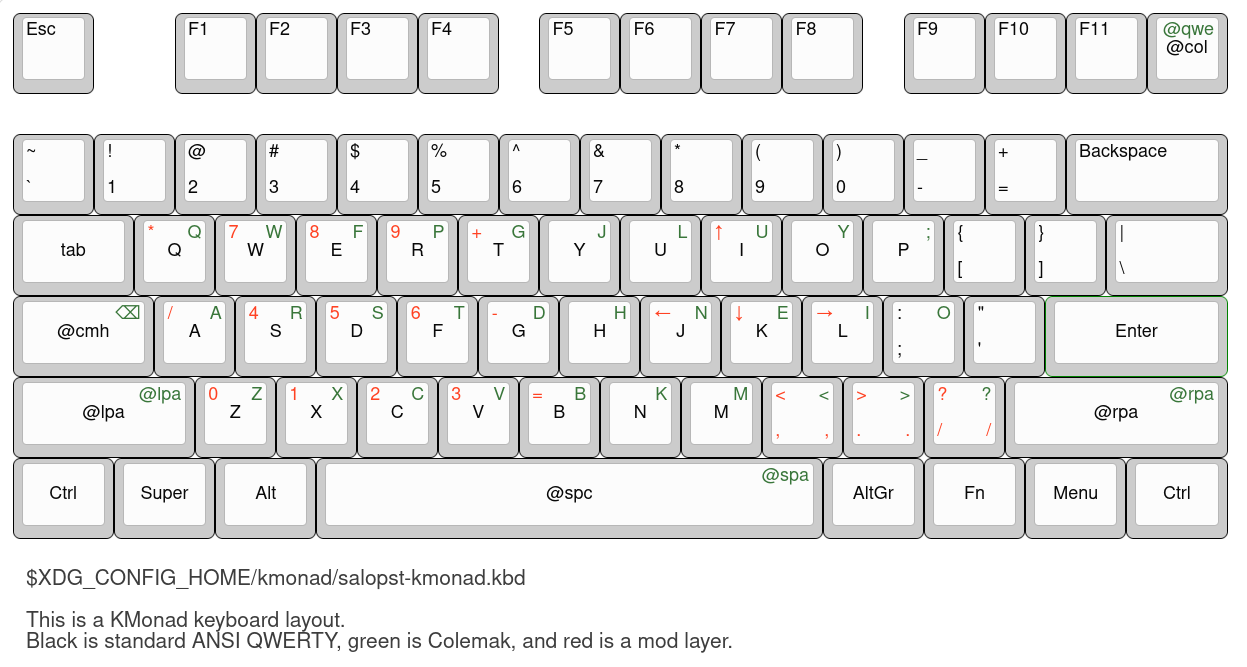 Esc F1 F2 F3 F4 F5 F6 F7 F8 F9 F10 F11 @qwe
@col
~ ! @ # $ % ^ & * ( ) _ + Backspace
` 1 2 3 4 5 6 7 8 9 0 - =
* Q 7 W 8 F 9 P + G J L ↑ U Y ; { } |
tab Q W E R T Y U I O P
[ ] \
⌫ / A 4 R 5 S 6 T - D H ← N ↓ E → I : O "
@cmh A S D F G H J K L Enter
; '
@lpa 0 Z 1 X 2 C 3 V = B K M < < > > ? ? @rpa
@lpa Z X C V B N M @rpa
, , . . / /
@spa
Ctrl Super Alt @spc AltGr Fn Menu Ctrl
$XDG_CONFIG_HOME/kmonad/salopst-kmonad.kbd
This is a KMonad keyboard layout.
Black is standard ANSI QWERTY, green is Colemak, and red is a mod layer.